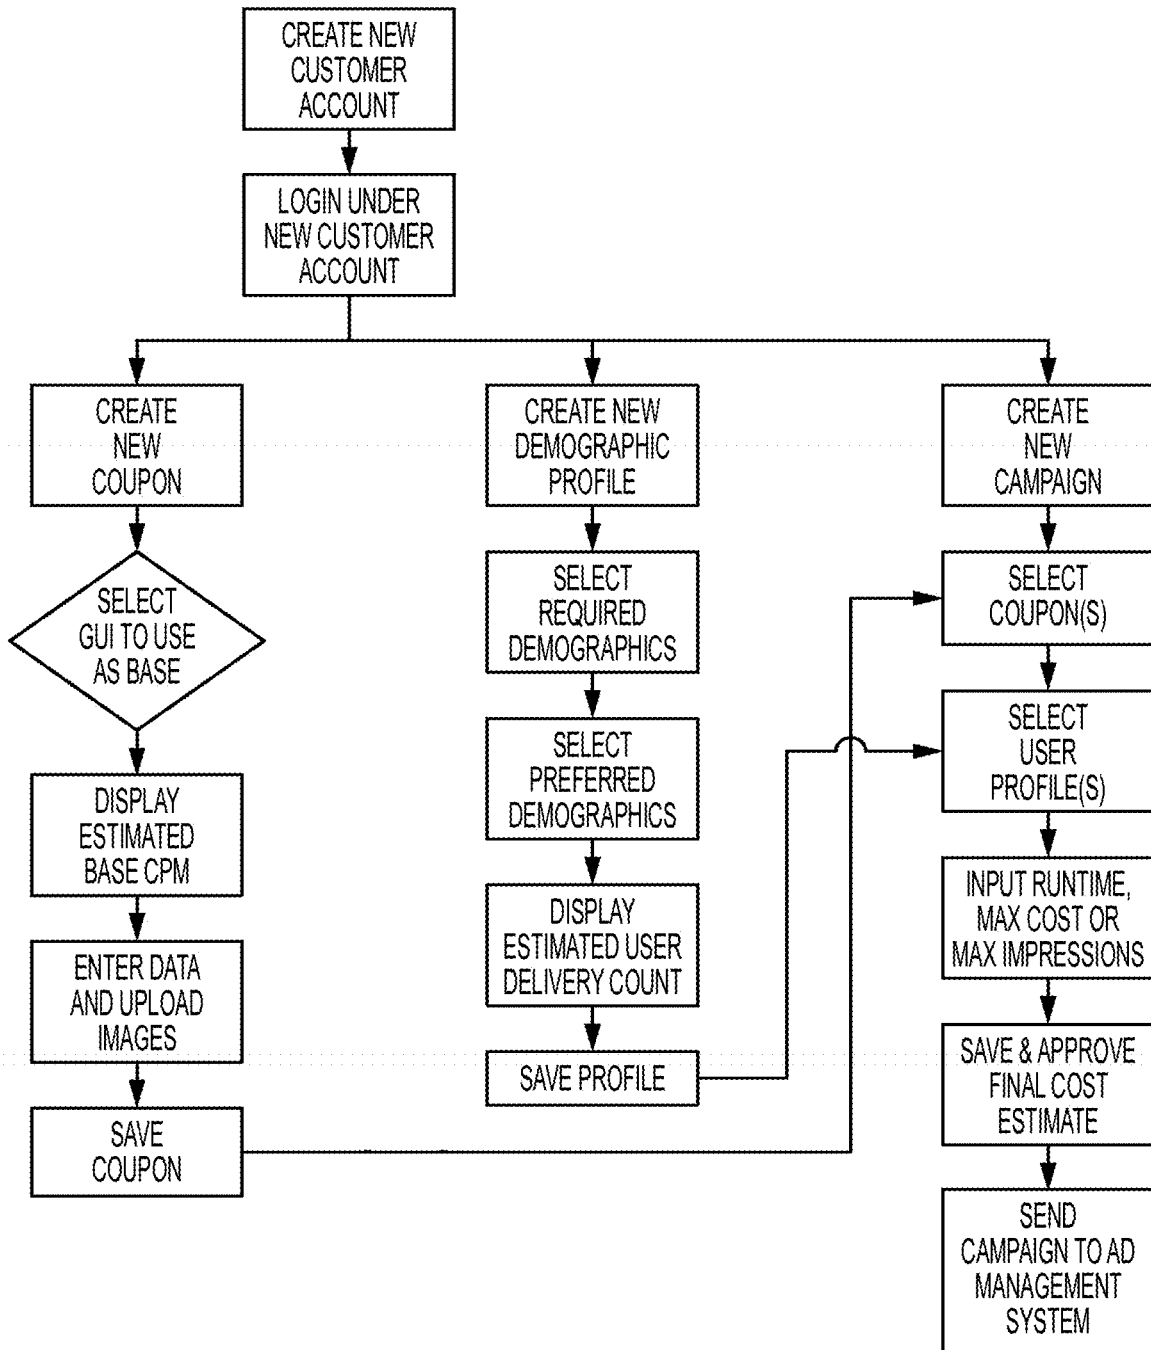 CREATE NEW
CUSTOMER
ACCOUNT
LOGIN UNDER
NEW CUSTOMER
ACCOUNT
CREATE
NEW
COUPON
SELECT
GUI TO USE
AS BASE
DISPLAY
ESTIMATED
BASE CPM
ENTER DATA
AND UPLOAD
IMAGES
SAVE
COUPON
CREATE NEW
DEMOGRAPHIC
PROFILE
SELECT
REQUIRED
DEMOGRAPHICS
SELECT
PREFERRED
DEMOGRAPHICS
DISPLAY
ESTIMATED USER
DELIVERY COUNT
SAVE PROFILE
CREATE
NEW
CAMPAIGN
SELECT
COUPON(S)
SELECT
USER
PROFILE(S)
INPUT RUNTIME,
MAX COST OR
MAX IMPRESSIONS
SAVE & APPROVE
FINAL COST
ESTIMATE
SEND
CAMPAIGN TO AD
MANAGEMENT
SYSTEM